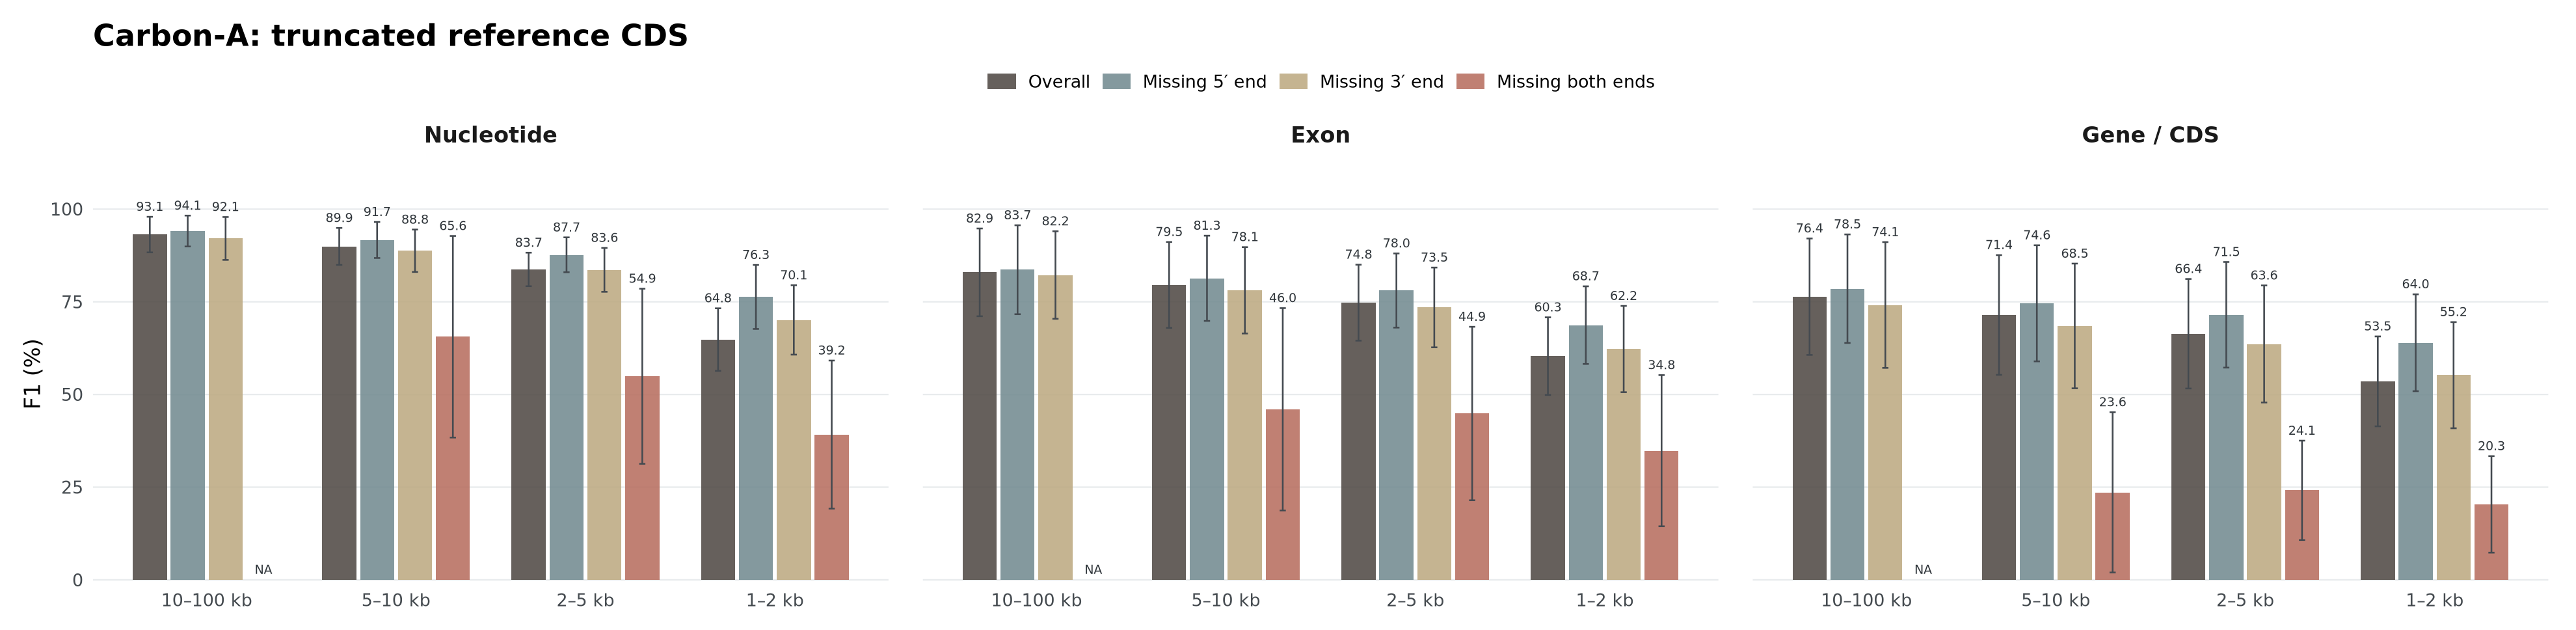 Carbon-A: truncated reference CDS
Overall Missing 5′ end Missing 3′ end Missing both ends
Nucleotide Exon Gene / CDS
F1 (%)
100
75
50
25
0
93.1 94.1 92.1 NA
89.9 91.7 88.8 65.6
83.7 87.7 83.6 54.9
64.8 76.3 70.1 39.2
10–100 kb 5–10 kb 2–5 kb 1–2 kb
82.9 83.7 82.2 NA
79.5 81.3 78.1 46.0
74.8 78.0 73.5 44.9
60.3 68.7 62.2 34.8
10–100 kb 5–10 kb 2–5 kb 1–2 kb
76.4 78.5 74.1 NA
71.4 74.6 68.5 23.6
66.4 71.5 63.6 24.1
53.5 64.0 55.2 20.3
10–100 kb 5–10 kb 2–5 kb 1–2 kb